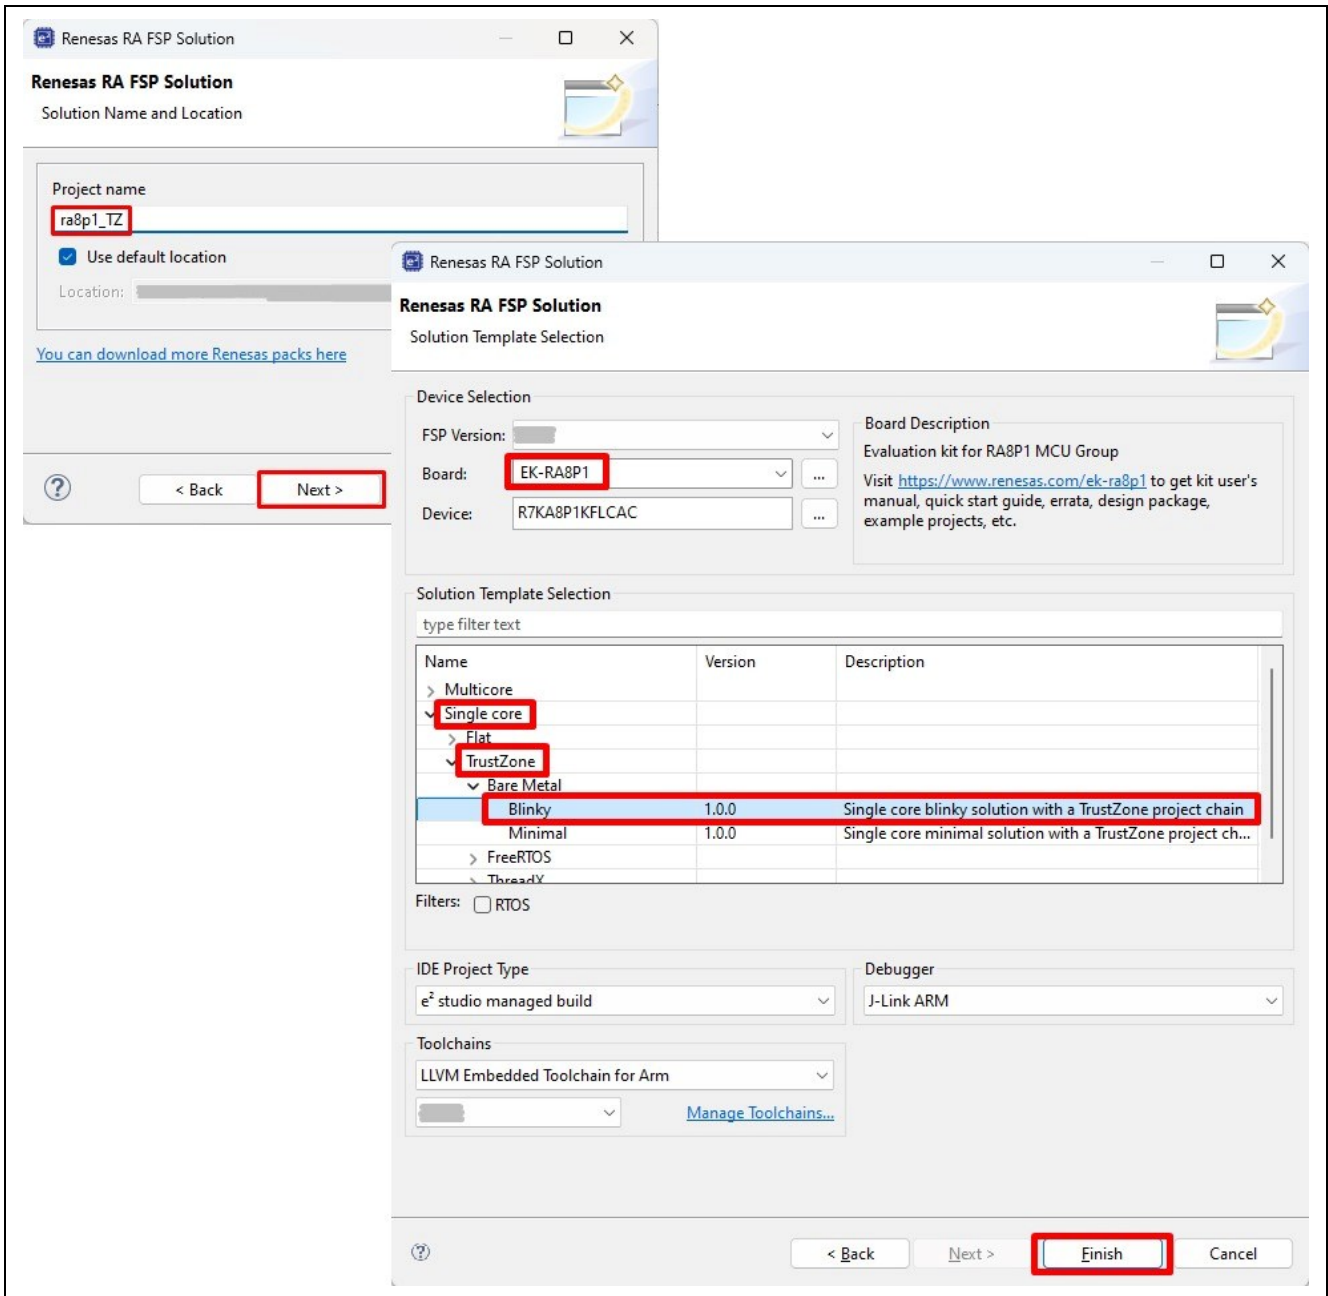 Renesas RA FSP Solution
Renesas RA FSP Solution
Solution Name and Location
Project name
ra8p1_TZ
Use default location
Location:
You can download more Renesas packs here
< Back
Next >
Renesas RA FSP Solution
Renesas RA FSP Solution
Solution Template Selection
Device Selection
FSP Version:
Board:
EK-RA8P1
...
Device:
R7KA8P1KFLCAC
...
Board Description
Evaluation kit for RA8P1 MCU Group
Visit https://www.renesas.com/ek-ra8p1 to get kit user's
manual, quick start guide, errata, design package,
example projects, etc.
Solution Template Selection
type filter text
Name Version Description
Multicore
Single core
Flat
TrustZone
Bare Metal
Blinky 1.0.0 Single core blinky solution with a TrustZone project chain
Minimal 1.0.0 Single core minimal solution with a TrustZone project ch...
FreeRTOS
ThreadX
Filters: RTOS
IDE Project Type
e² studio managed build
Debugger
J-Link ARM
Toolchains
LLVM Embedded Toolchain for Arm
Manage Toolchains...
< Back
Next >
Finish
Cancel